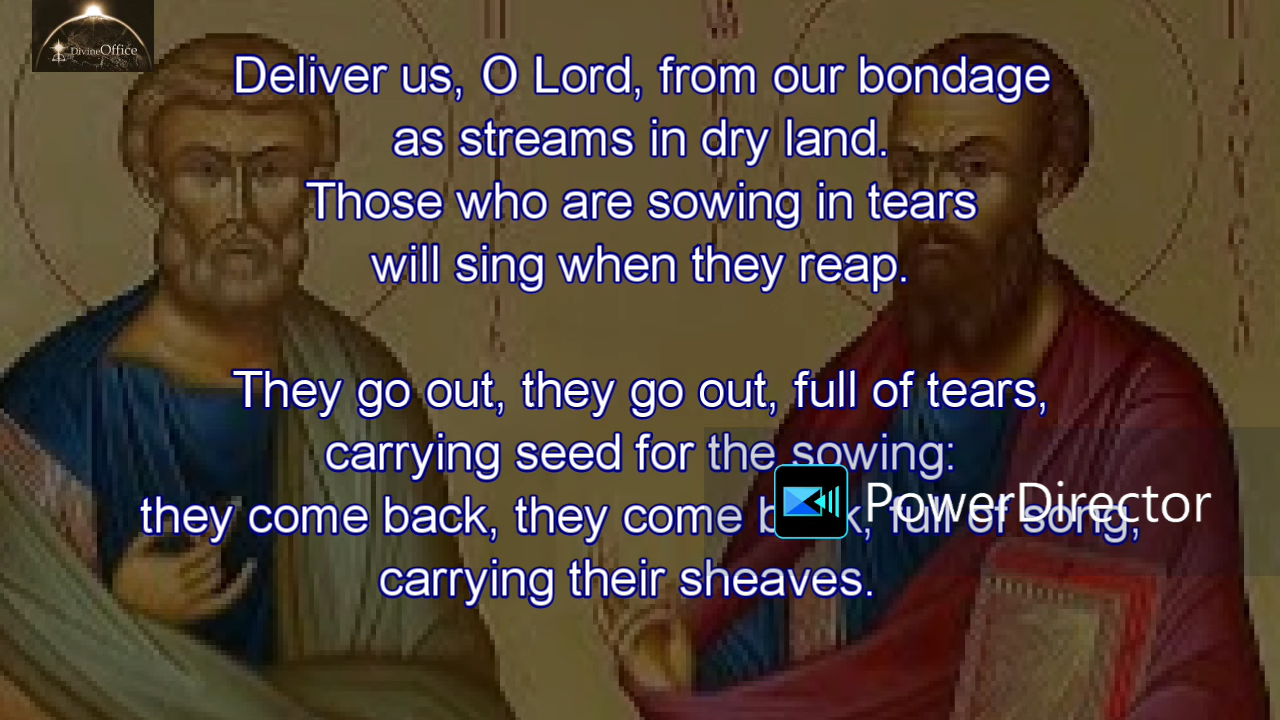 DivineOffice
Deliver us, O Lord, from our bondage
as streams in dry land.
Those who are sowing in tears
will sing when they reap.
They go out, they go out, full of tears,
carrying seed for the sowing:
they come back, they come back, full of song,
carrying their sheaves.
PowerDirector